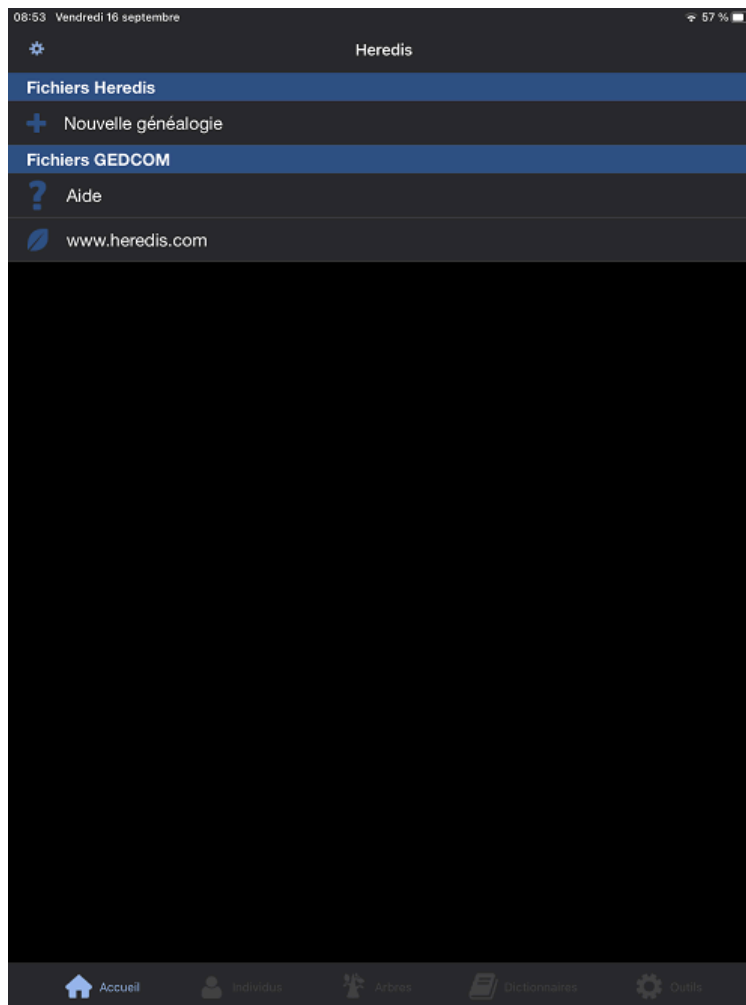 08:53 Vendredi 16 septembre 57 %
Heredis
Fichiers Heredis
Nouvelle généalogie
Fichiers GEDCOM
Aide
www.heredis.com
Accueil Individus Arbres Dictionnaires Outils